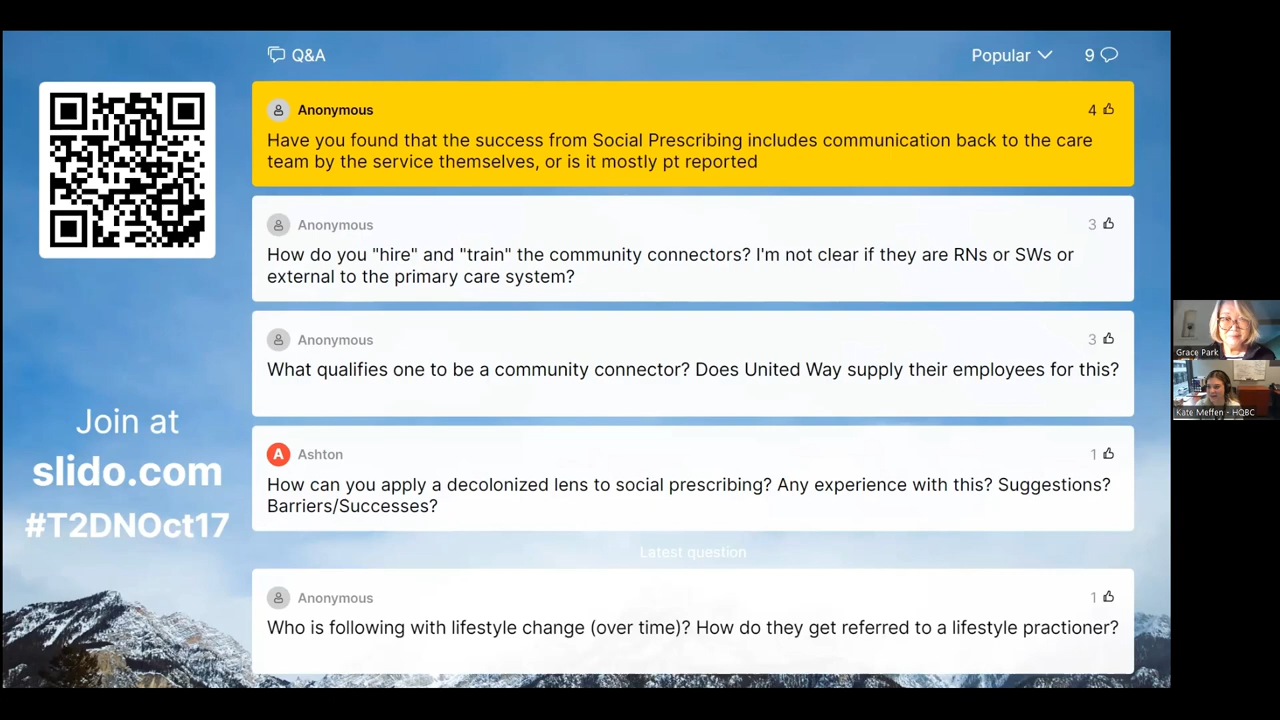 Q&A
Popular
9
Anonymous
4
Have you found that the success from Social Prescribing includes communication back to the care
team by the service themselves, or is it mostly pt reported
Anonymous
3
How do you "hire" and "train" the community connectors? I'm not clear if they are RNs or SWs or
external to the primary care system?
Anonymous
3
What qualifies one to be a community connector? Does United Way supply their employees for this?
A
Ashton
1
How can you apply a decolonized lens to social prescribing? Any experience with this? Suggestions?
Barriers/Successes?
Latest question
Anonymous
1
Who is following with lifestyle change (over time)? How do they get referred to a lifestyle practioner?
Join at
slido.com
#T2DNOct17
Grace Park
Kate Meffen - HQBC